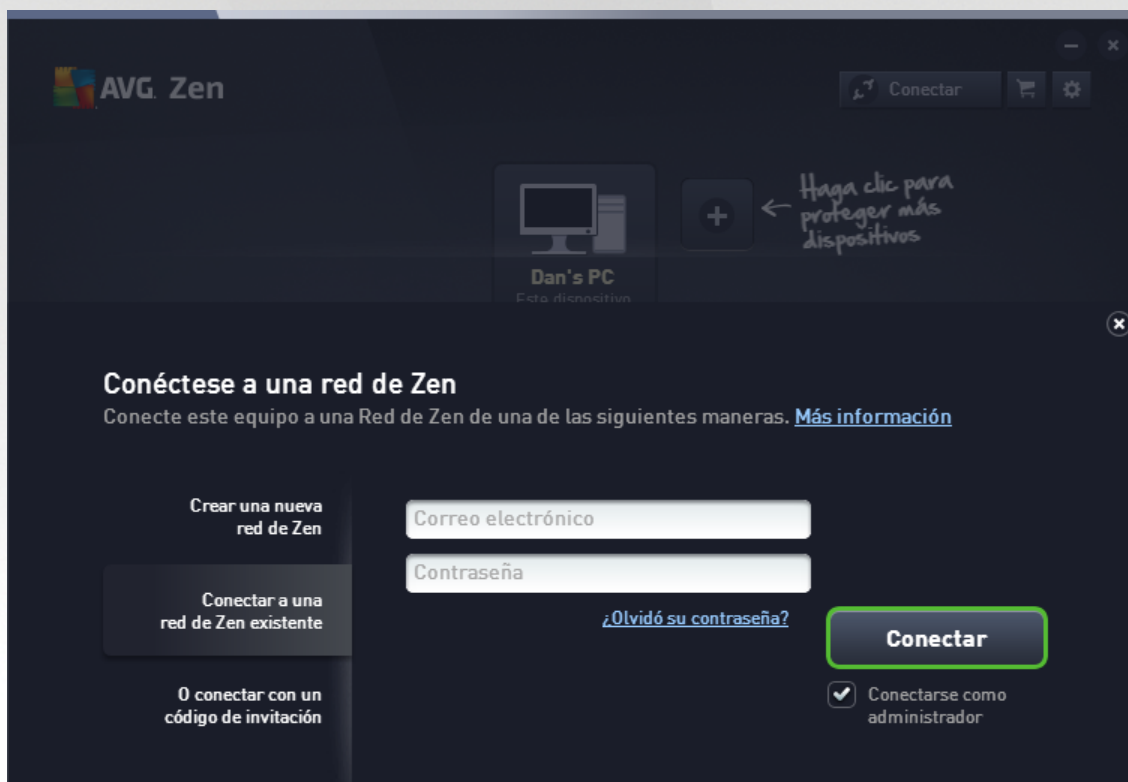 AVG. Zen
Conectar
Haga clic para
proteger más
dispositivos
Dan's PC
Este dispositivo
Conéctese a una red de Zen
Conecte este equipo a una Red de Zen de una de las siguientes maneras. Más información
Crear una nueva
red de Zen
Conectar a una
red de Zen existente
O conectar con un
código de invitación
Correo electrónico
Contraseña
¿Olvidó su contraseña?
Conectar
Conectarse como
administrador